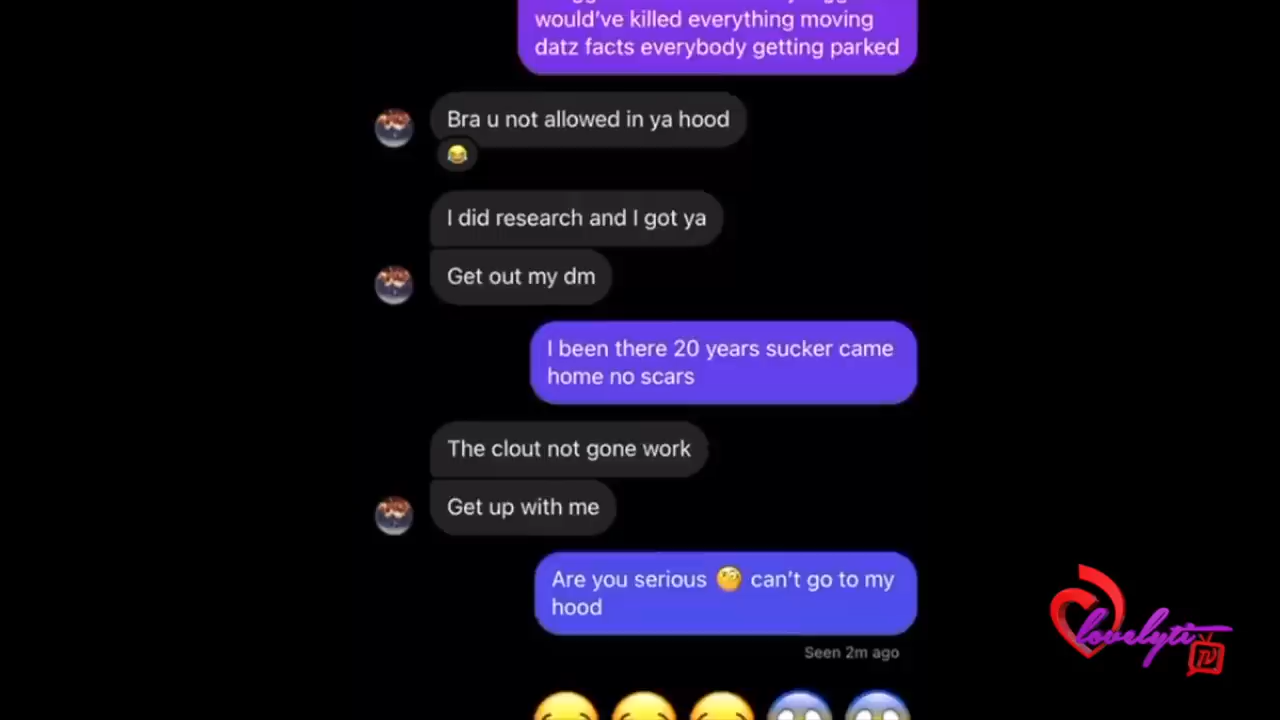 would've killed everything moving
datz facts everybody getting parked
Bra u not allowed in ya hood
I did research and I got ya
Get out my dm
I been there 20 years sucker came
home no scars
The clout not gone work
Get up with me
Are you serious 🧐 can't go to my
hood
Seen 2m ago
lovelyti
TV